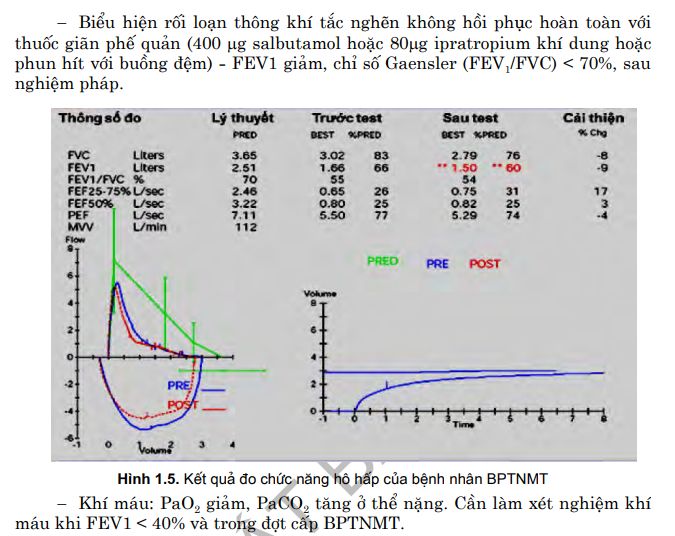 – Biểu hiện rối loạn thông khí tắc nghẽn không hồi phục hoàn toàn với
thuốc giãn phế quản (400 µg salbutamol hoặc 80µg ipratropium khí dung hoặc
phun hít với buồng đệm) - FEV1 giảm, chỉ số Gaensler (FEV₁/FVC) < 70%, sau
nghiệm pháp.
Thông số đo Lý thuyết Trước test Sau test Cải thiện
PRED BEST %PRED BEST %PRED % Chg
FVC Liters 3.65 3.02 83 2.79 76 -8
FEV1 Liters 2.51 1.66 66 ** 1.50 ** 60 -9
FEV1/FVC % 70 55 54
FEF25-75% L/sec 2.46 0.65 26 0.75 31 17
FEF50% L/sec 3.22 0.80 25 0.82 25 3
PEF L/sec 7.11 5.50 77 5.29 74 -4
MVV L/min 112
Flow
8
6
4
2
0
-2
-4
-6
-1 0 1 2 3 4
Volume
PRE
POST
PRED PRE POST
Volume
8
6
4
2
0
-1 0 1 2 3 4 5 6 7 8
Time
Hình 1.5. Kết quả đo chức năng hô hấp của bệnh nhân BPTNMT
– Khí máu: PaO₂ giảm, PaCO₂ tăng ở thể nặng. Cần làm xét nghiệm khí
máu khi FEV1 < 40% và trong đợt cấp BPTNMT.